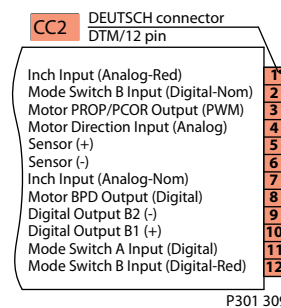 CC2
DEUTSCH connector
DTM/12 pin
Inch Input (Analog-Red) 1
Mode Switch B Input (Digital-Nom) 2
Motor PROP/PCOR Output (PWM) 3
Motor Direction Input (Analog) 4
Sensor (+) 5
Sensor (-) 6
Inch Input (Analog-Nom) 7
Motor BPD Output (Digital) 8
Digital Output B2 (-) 9
Digital Output B1 (+) 10
Mode Switch A Input (Digital) 11
Mode Switch B Input (Digital-Red) 12
P301 309